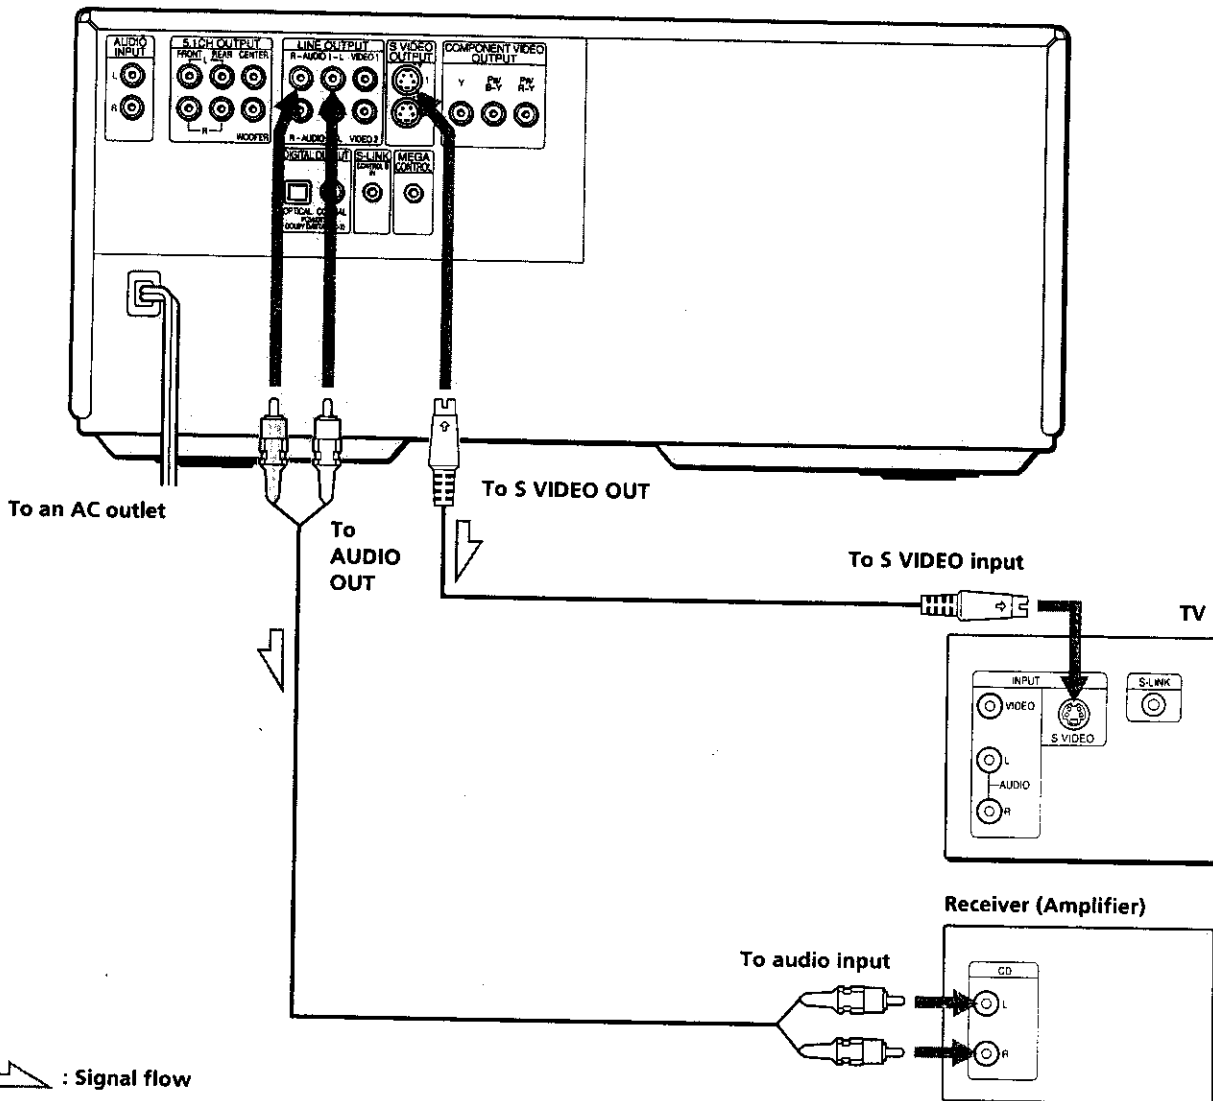 AUDIO INPUT
L
R
5.1CH OUTPUT
FRONT REAR CENTER
L
R
WOOFER
LINE OUTPUT
R-AUDIO 1-L VIDEO 1
R-AUDIO L VIDEO 2
S VIDEO OUTPUT
1
COMPONENT VIDEO OUTPUT
Y
B-Y
R-Y
DIGITAL OUTPUT
OPTICAL
S-LINK
CONTROL S IN
MEGA CONTROL
To an AC outlet
To AUDIO OUT
To S VIDEO OUT
To S VIDEO input
TV
INPUT
VIDEO
S VIDEO
L
AUDIO
R
S-LINK
Receiver (Amplifier)
To audio input
CD
L
R
: Signal flow